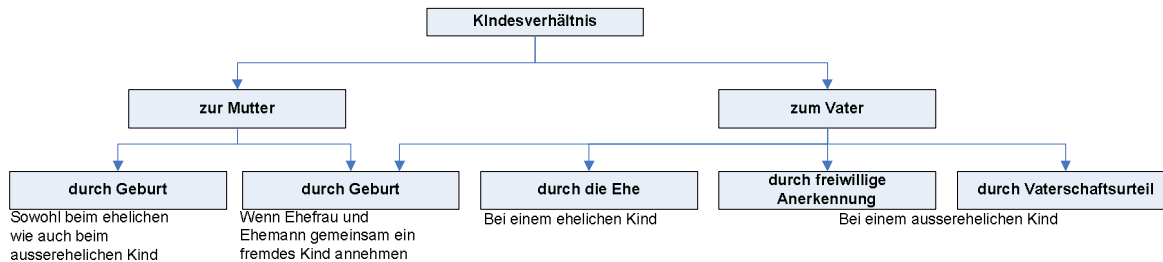 KIndesverhältnis
zur Mutter
zum Vater
durch Geburt
durch Geburt
durch die Ehe
durch freiwillige
Anerkennung
durch Vaterschaftsurteil
Sowohl beim ehelichen
wie auch beim
ausserehelichen Kind
Wenn Ehefrau und
Ehemann gemeinsam ein
fremdes Kind annehmen
Bei einem ehelichen Kind
Bei einem ausserehelichen Kind